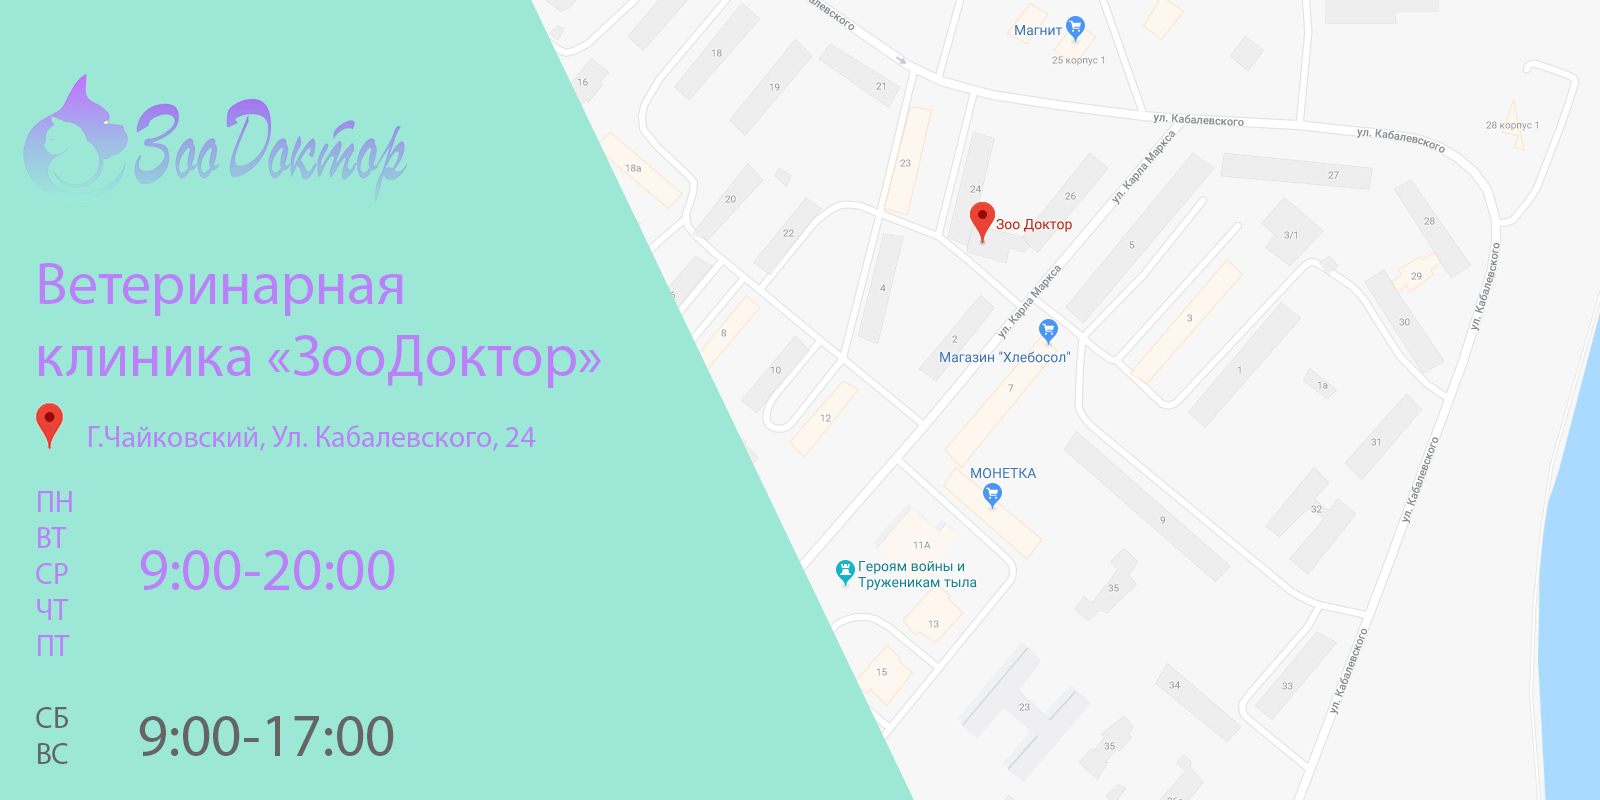 Зоо Доктор
Ветеринарная
клиника «ЗооДоктор»
Г.Чайковский, Ул. Кабалевского, 24
ПН
ВТ
СР
ЧТ
ПТ
9:00-20:00
СБ
ВС
9:00-17:00
Магнит
25 корпус 1
18
16
19
21
ул. Кабалевского
ул. Кабалевского
28 корпус 1
18а
23
24
26
ул. Карла Маркса
27
20
22
Зоо Доктор
5
3/1
28
29
4
ул. Карла Маркса
ул. Кабалевского
8
2
3
30
Магазин "Хлебосол"
10
7
1
1а
12
31
МОНЕТКА
ул. Кабалевского
9
32
11А
Героям войны и
Труженикам тыла
35
13
15
34
33
ул. Кабалевского
23
35